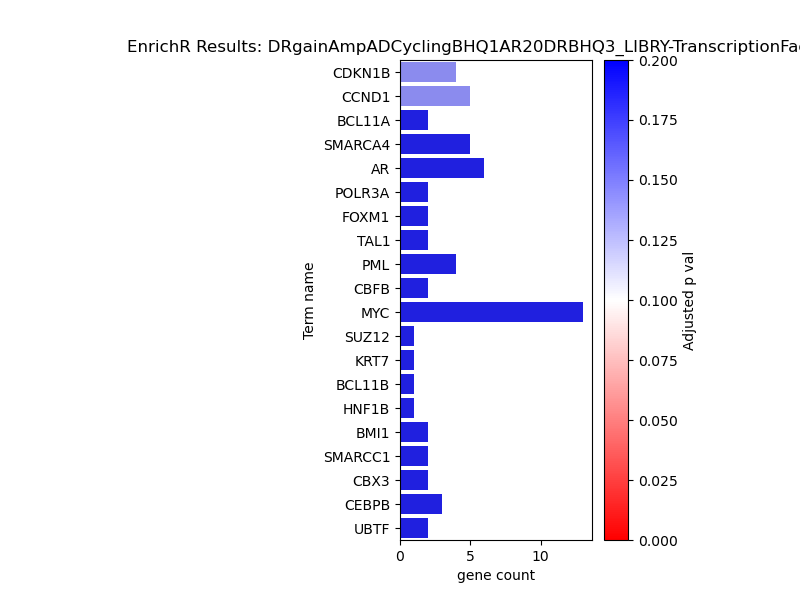 EnrichR Results: DRgainAmpADCyclingBHQ1AR20DRBHQ3_LIBRY-TranscriptionFa
CDKN1B
CCND1
BCL11A
SMARCA4
AR
POLR3A
FOXM1
TAL1
PML
CBFB
MYC
SUZ12
KRT7
BCL11B
HNF1B
BMI1
SMARCC1
CBX3
CEBPB
UBTF
Term name
0 5 10
gene count
0.200
0.175
0.150
0.125
0.100
0.075
0.050
0.025
0.000
Adjusted p val